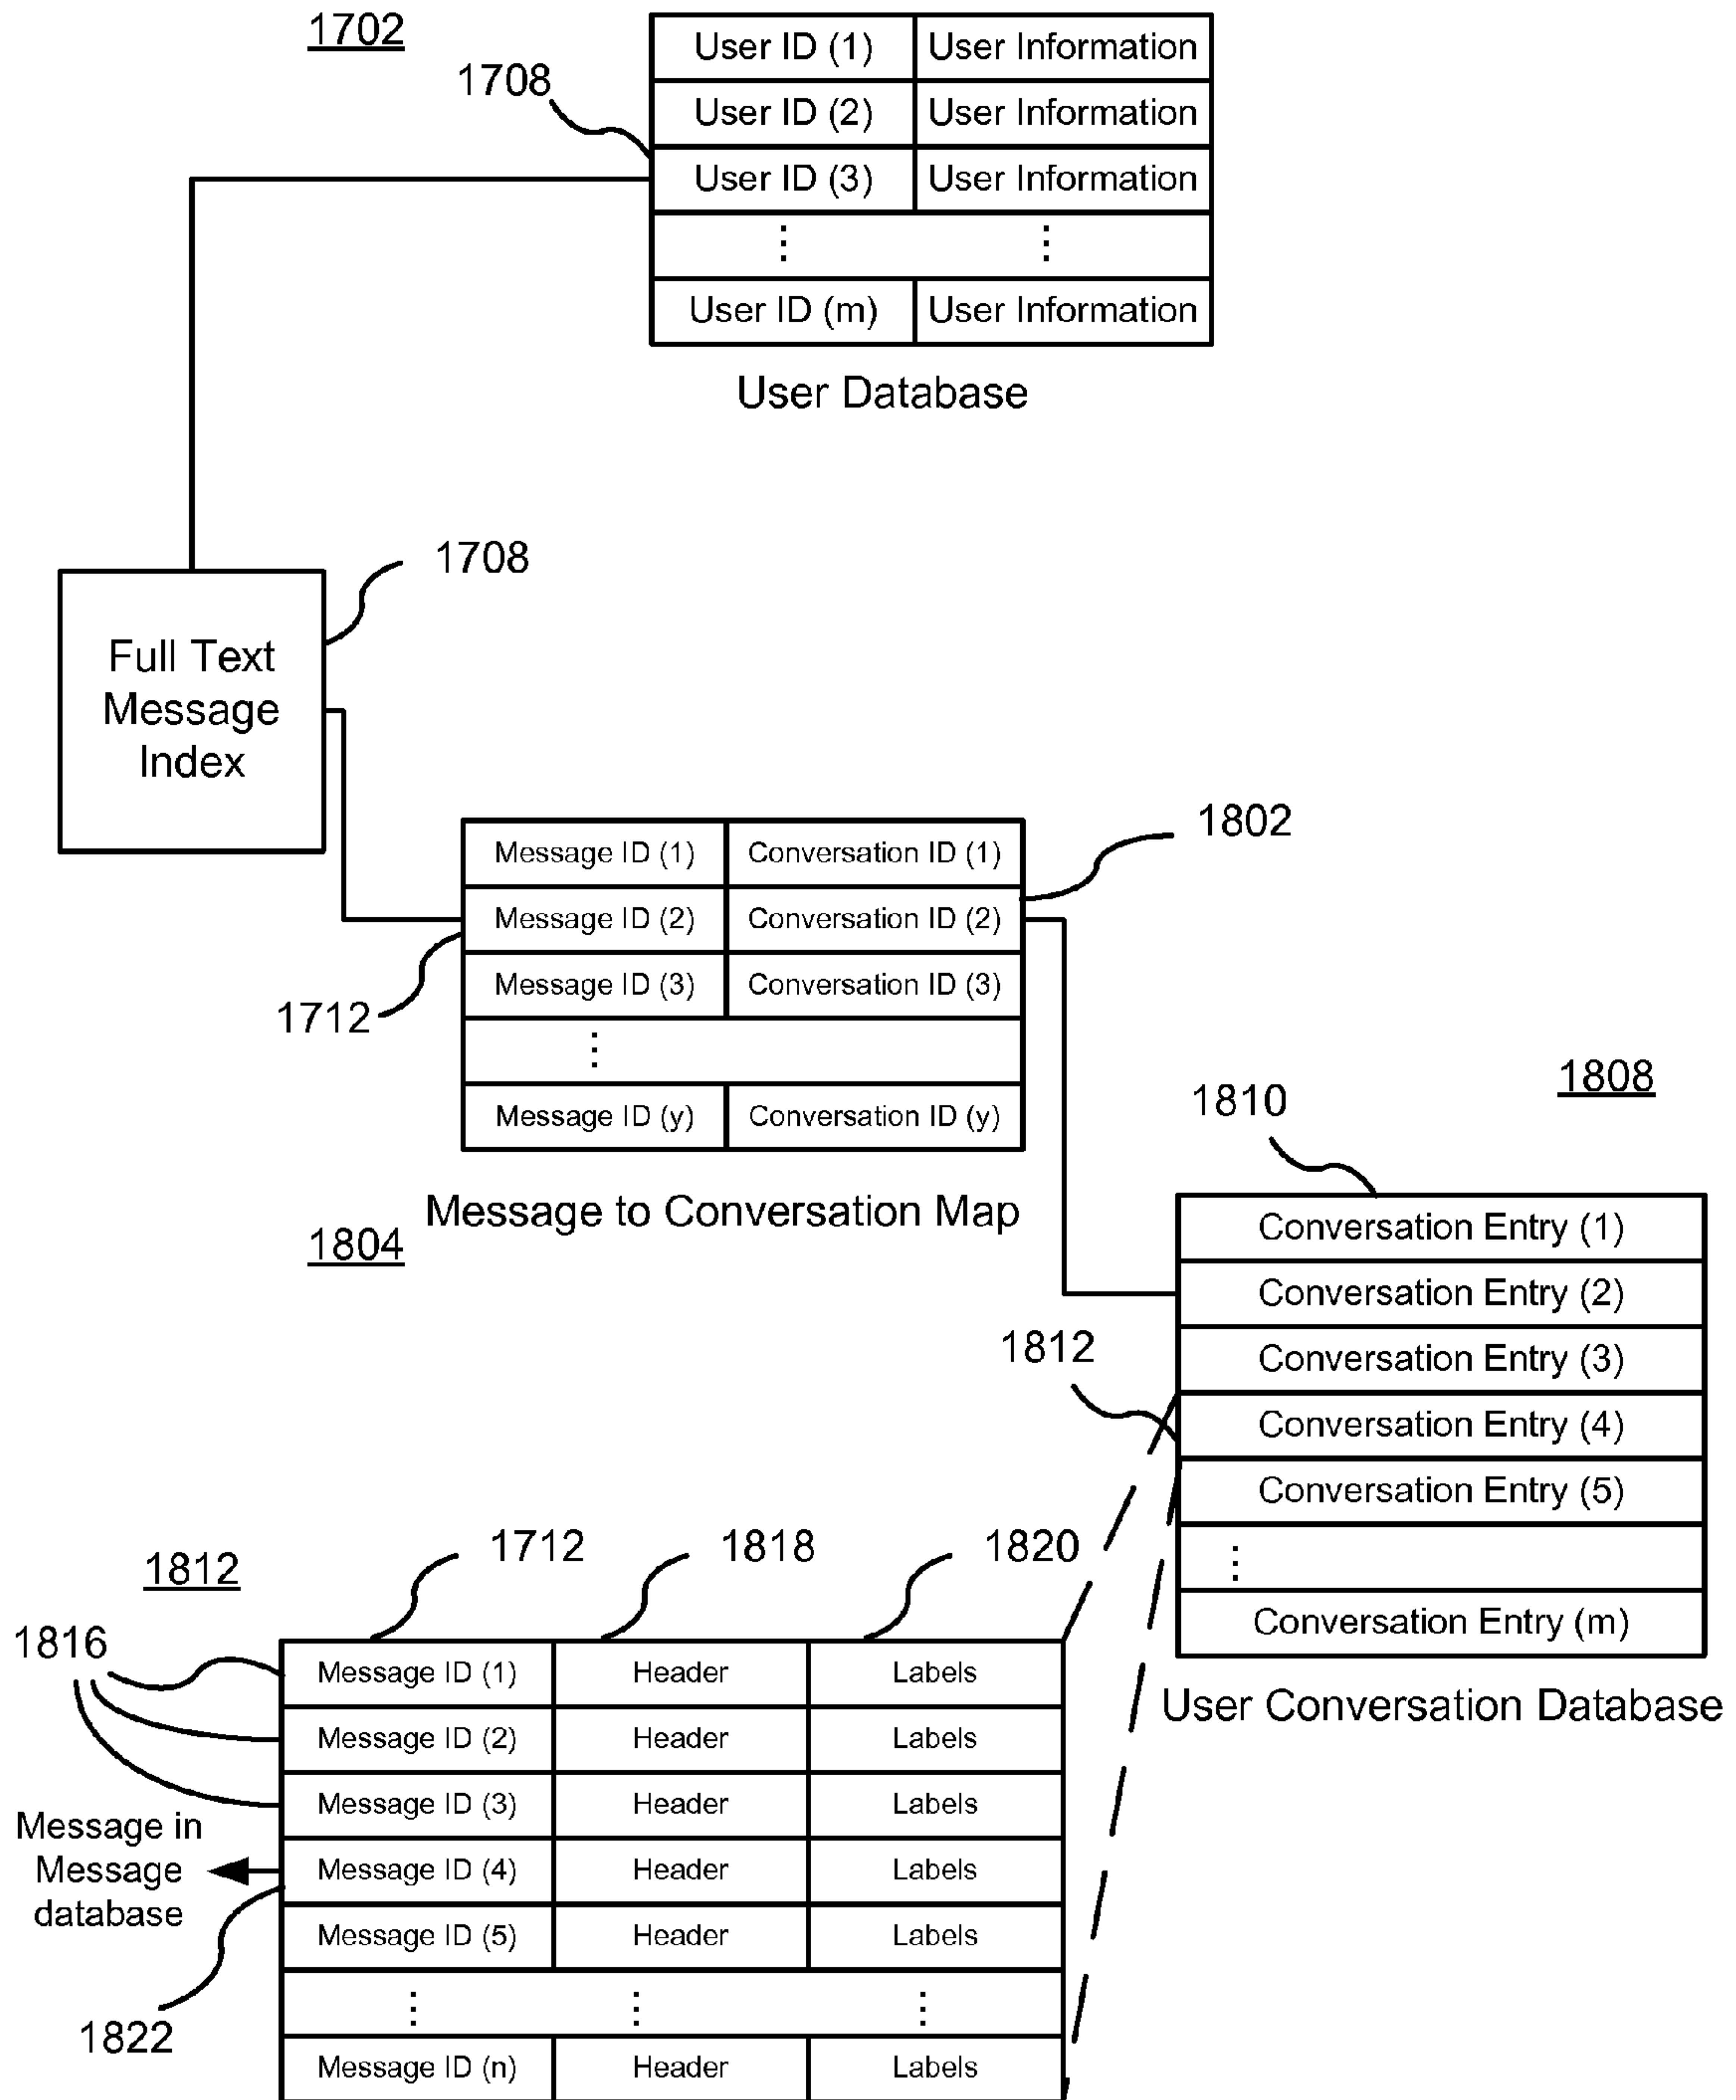 1702
1708
User ID (1) User Information
User ID (2) User Information
User ID (3) User Information
⋮ ⋮
User ID (m) User Information
User Database
1708
Full Text
Message
Index
1802
Message ID (1) Conversation ID (1)
Message ID (2) Conversation ID (2)
Message ID (3) Conversation ID (3)
⋮
Message ID (y) Conversation ID (y)
1712
Message to Conversation Map
1804
1808
1810
Conversation Entry (1)
Conversation Entry (2)
Conversation Entry (3)
Conversation Entry (4)
Conversation Entry (5)
⋮
Conversation Entry (m)
1812
User Conversation Database
1812
1712 1818 1820
1816
Message ID (1) Header Labels
Message ID (2) Header Labels
Message ID (3) Header Labels
Message ID (4) Header Labels
Message ID (5) Header Labels
⋮ ⋮ ⋮
Message ID (n) Header Labels
Message in
Message
database
1822